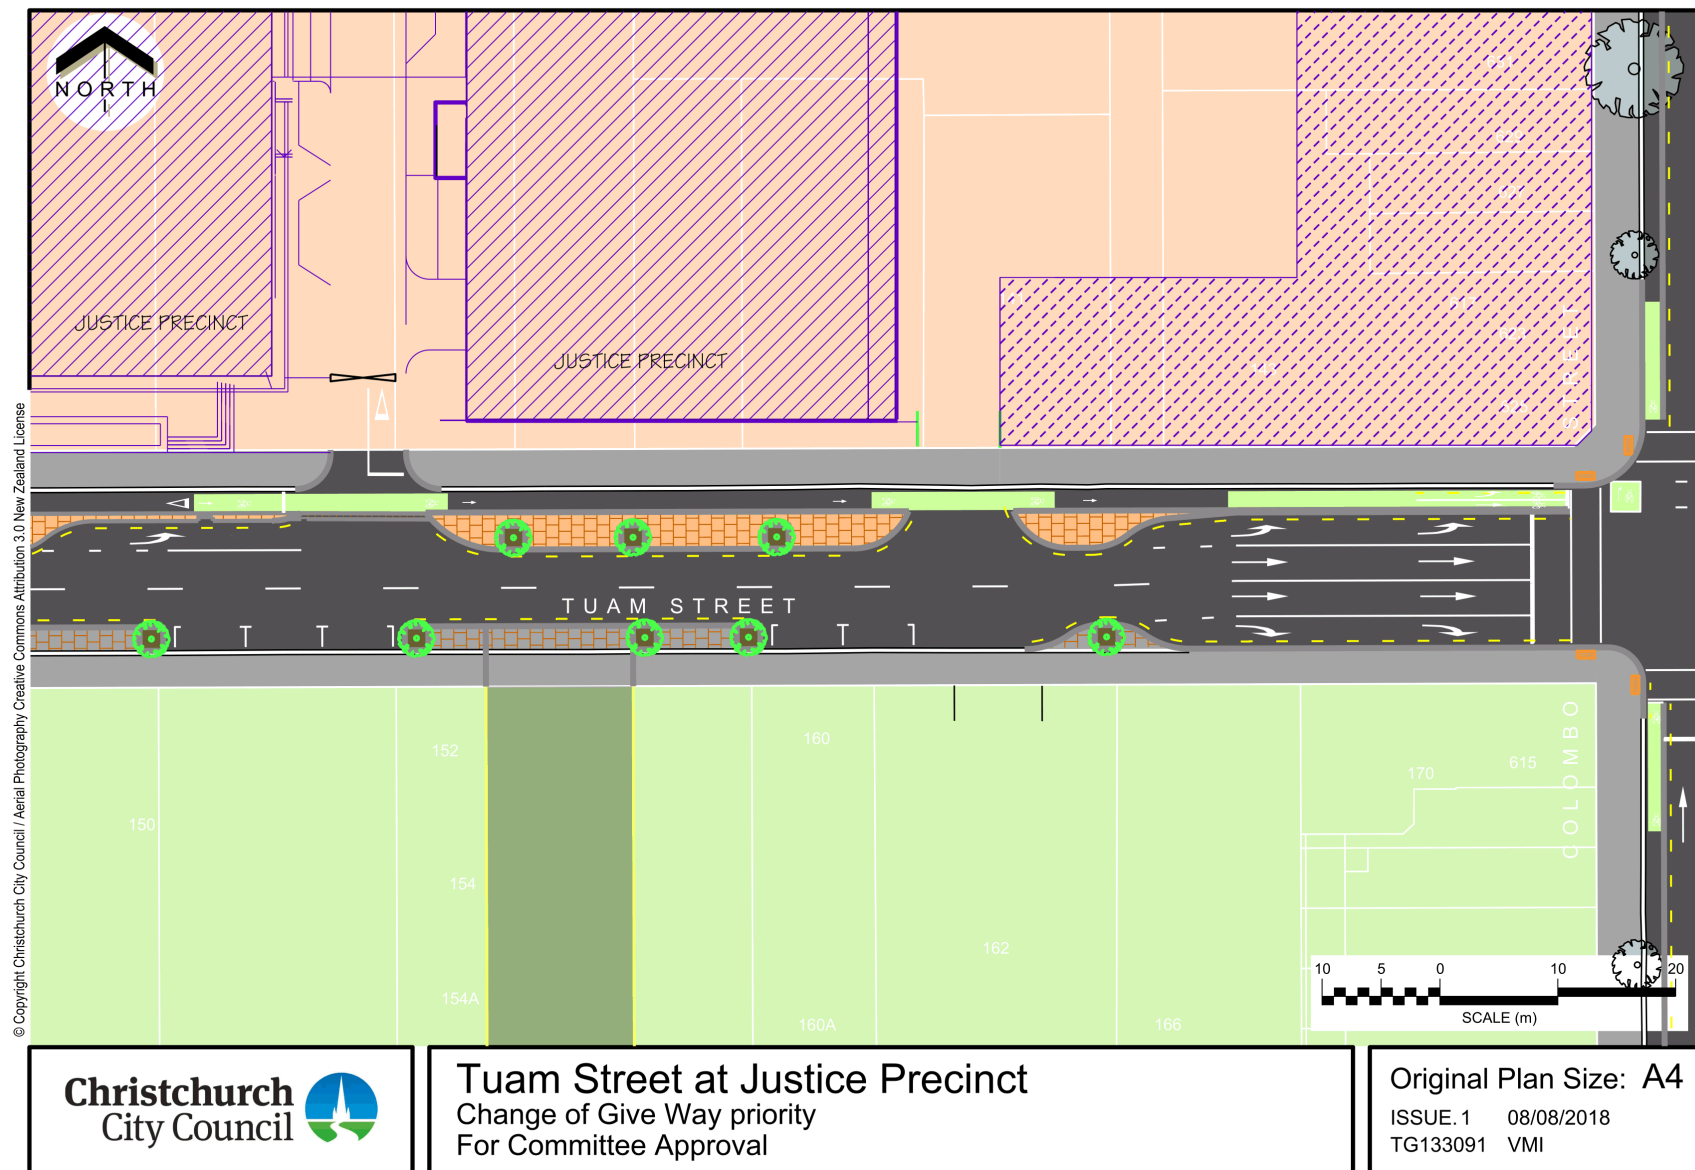 NORTH
JUSTICE PRECINCT
JUSTICE PRECINCT
STREET
TUAM STREET
COLOMBO
152
160
150
154
154A
160A
162
166
170
615
10 5 0 10 20
SCALE (m)
© Copyright Christchurch City Council / Aerial Photography Creative Commons Attribution 3.0 New Zealand License
Christchurch
City Council
Tuam Street at Justice Precinct
Change of Give Way priority
For Committee Approval
Original Plan Size: A4
ISSUE.1 08/08/2018
TG133091 VMI